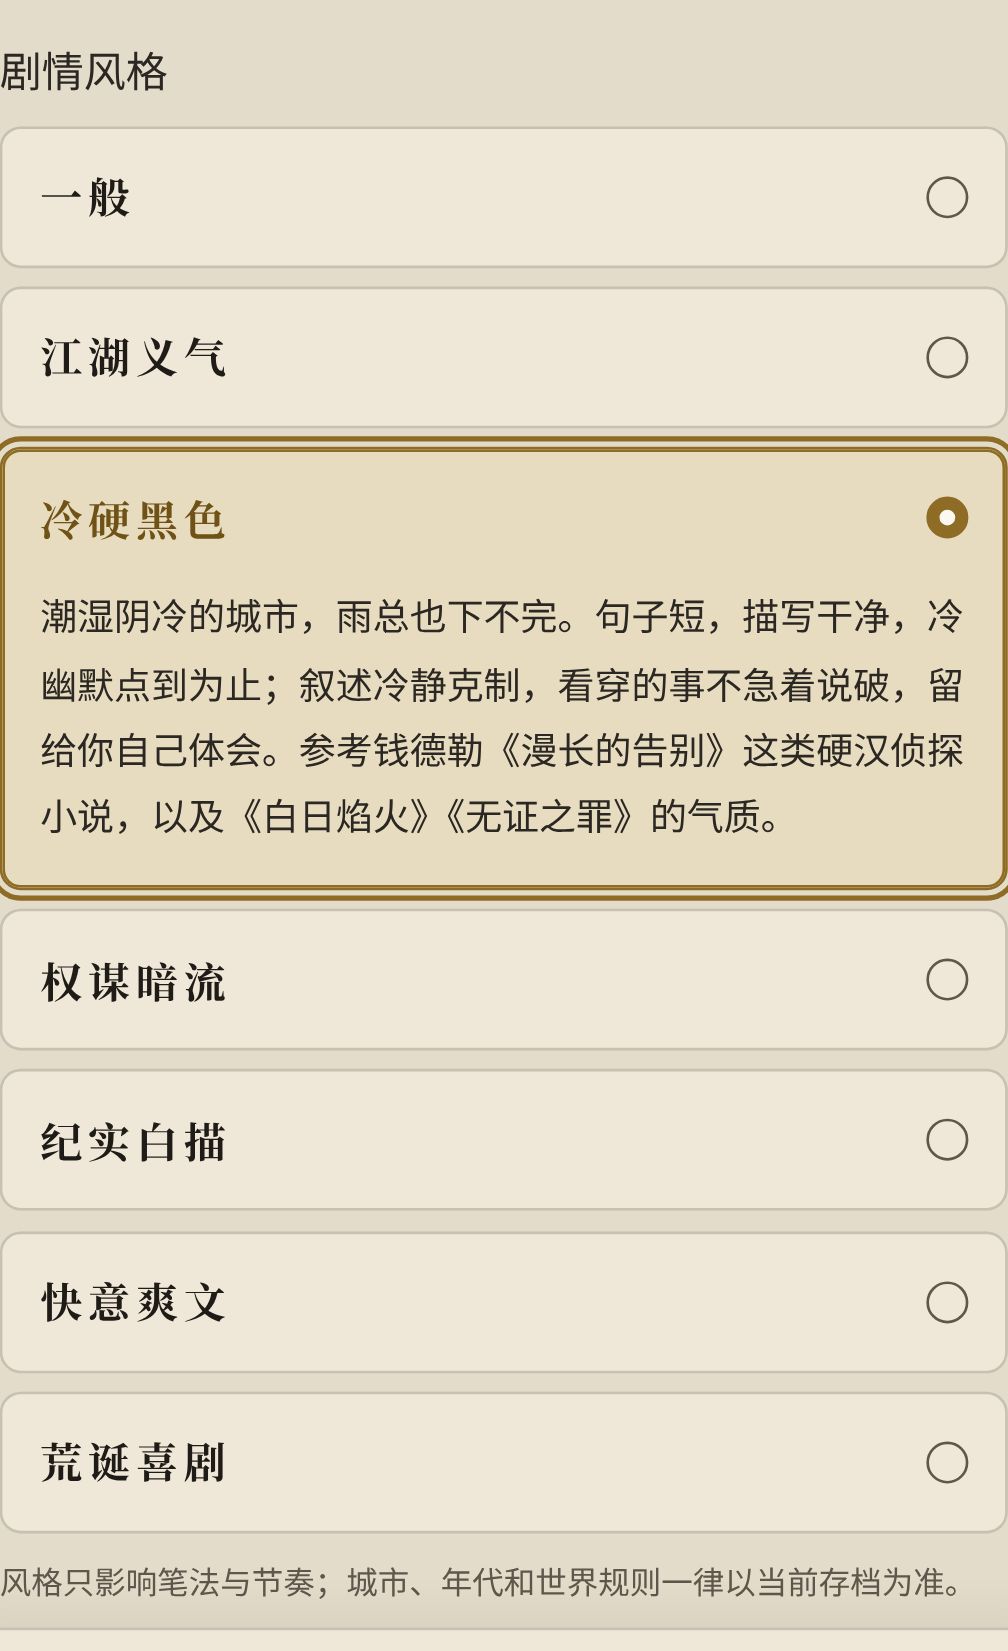 剧情风格
一般
江湖义气
冷硬黑色
潮湿阴冷的城市，雨总也下不完。句子短，描写干净，冷
幽默点到为止；叙述冷静克制，看穿的事不急着说破，留
给你自己体会。参考钱德勒《漫长的告别》这类硬汉侦探
小说，以及《白日焰火》《无证之罪》的气质。
权谋暗流
纪实白描
快意爽文
荒诞喜剧
风格只影响笔法与节奏；城市、年代和世界规则一律以当前存档为准。